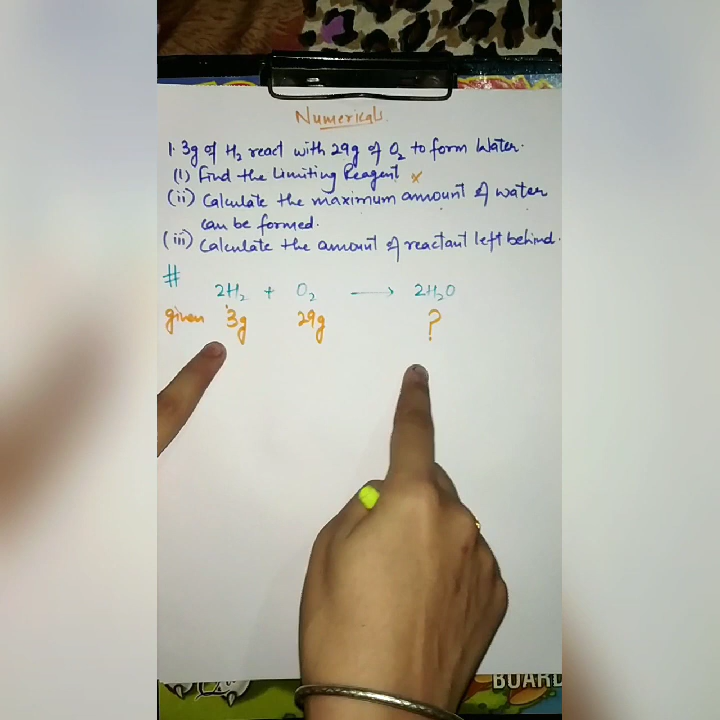 Numericals.
1. 3g of H₂ react with 29g of O₂ to form Water.
(i) Find the Limiting Reagent x
(ii) Calculate the maximum amount of water
can be formed.
(iii) Calculate the amount of reactant left behind.
#
2H₂ + O₂ ⟶ 2H₂O
given 3g 29g ?
BOARD